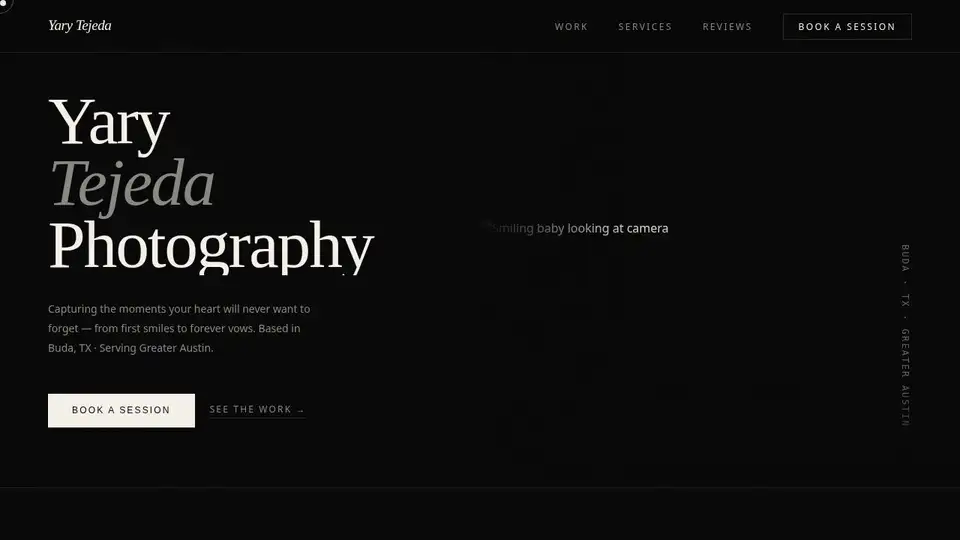 Yary Tejeda
WORK
SERVICES
REVIEWS
BOOK A SESSION
Yary
Tejeda
Photography
Capturing the moments your heart will never want to
forget — from first smiles to forever vows. Based in
Buda, TX · Serving Greater Austin.
BOOK A SESSION
SEE THE WORK →
Smiling baby looking at camera
BUDA · TX · GREATER AUSTIN